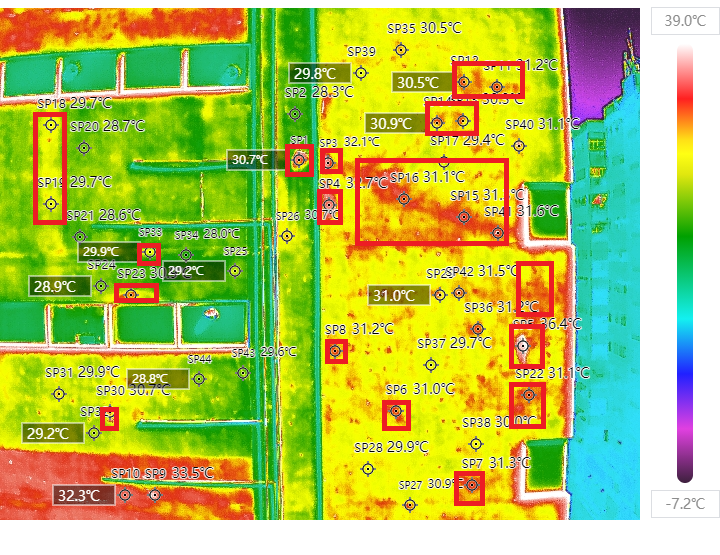 39.0℃
SP35 30.5℃
SP39
29.8℃
SP2 28.3℃
30.5℃
31.2℃
SP18 29.7℃
SP20 28.7℃
30.9℃
SP17 29.4℃
SP40 31.1℃
30.7℃
SP1
SP3 32.1℃
SP19 29.7℃
SP4
SP16 31.1℃
SP15
SP41 31.6℃
SP21 28.6℃
SP26
SP33
SP34 28.0℃
29.9℃
SP25
SP24
SP23
29.2℃
28.9℃
SP42 31.5℃
31.0℃
SP36 31.2℃
SP8 31.2℃
36.4℃
SP37 29.7℃
SP43 29.6℃
SP44
SP31 29.9℃
28.8℃
SP30 30.7℃
SP22 31.1℃
SP6 31.0℃
29.2℃
SP38 30.0℃
SP28 29.9℃
SP7 31.3℃
SP10
SP9 33.5℃
SP27 30.9℃
32.3℃
-7.2℃